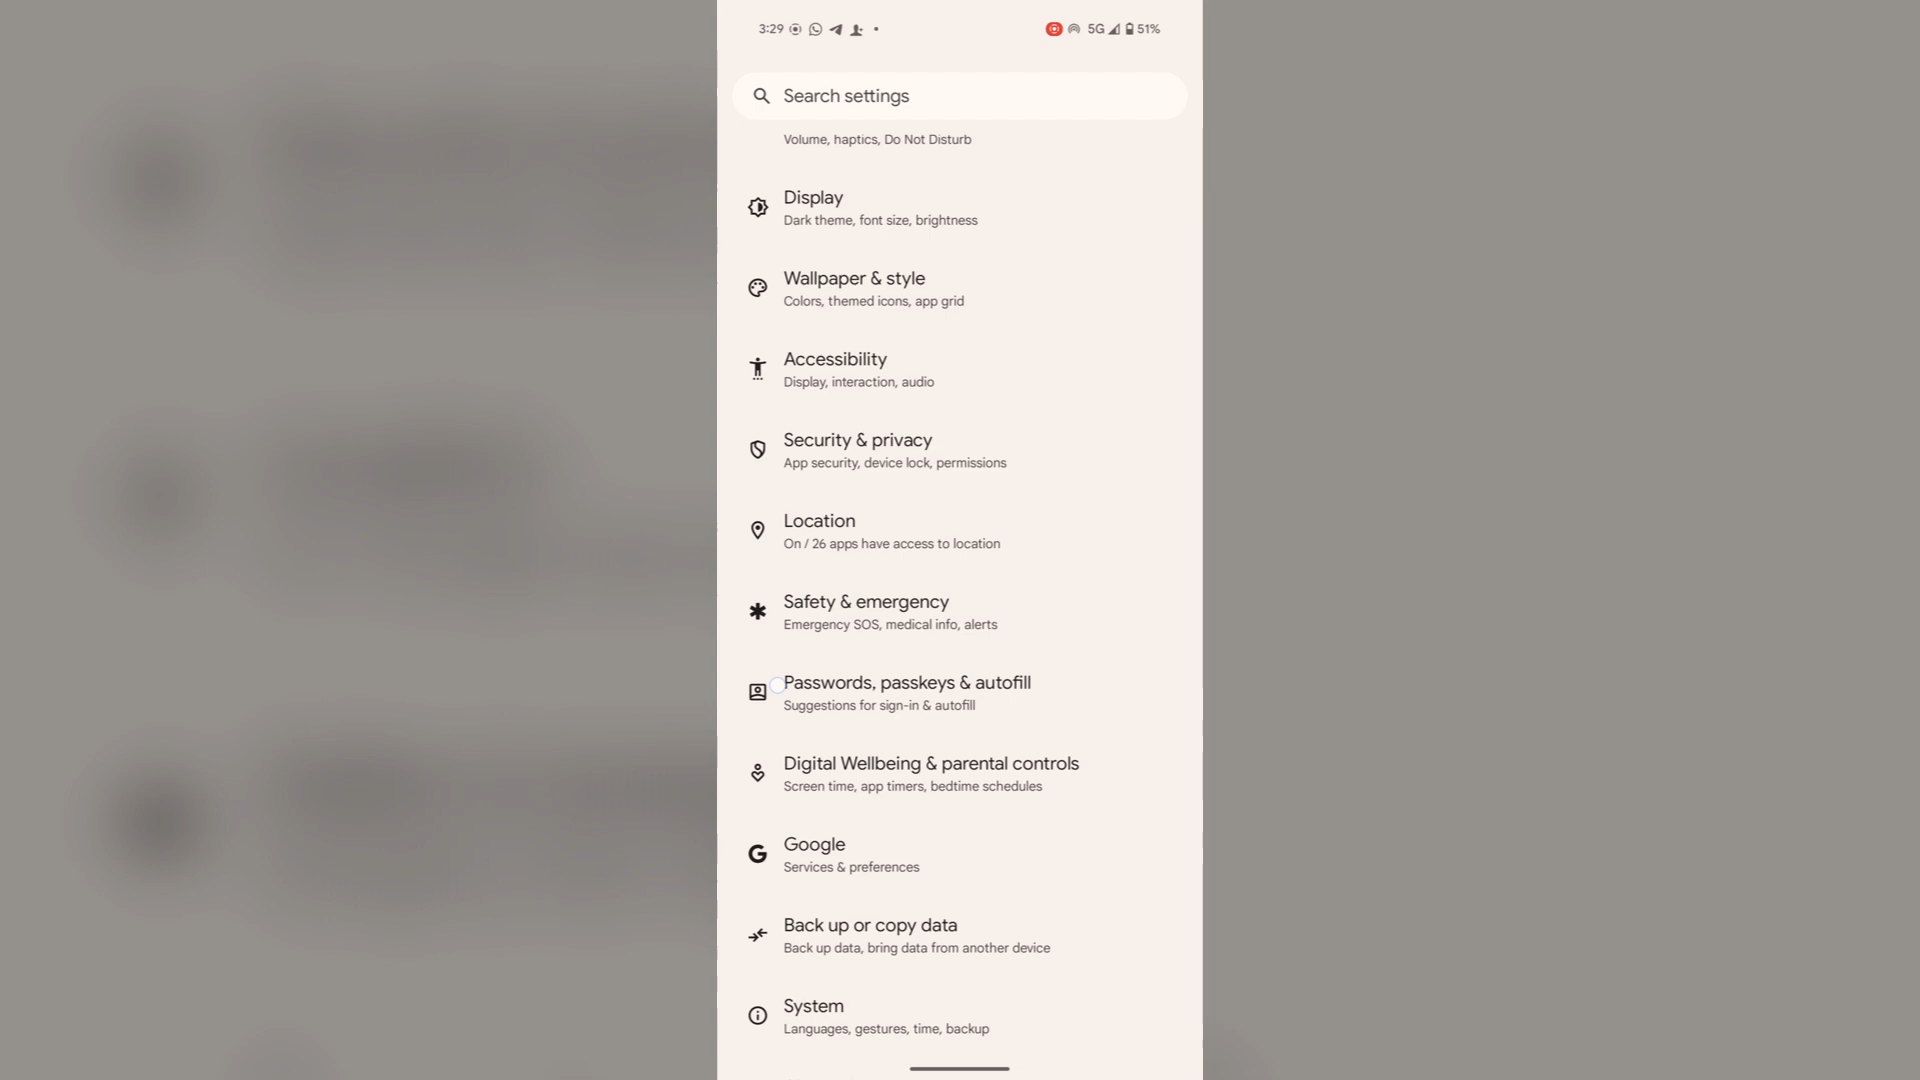 3:29
5G 51%
Search settings
Volume, haptics, Do Not Disturb
Display
Dark theme, font size, brightness
Wallpaper & style
Colors, themed icons, app grid
Accessibility
Display, interaction, audio
Security & privacy
App security, device lock, permissions
Location
On / 26 apps have access to location
Safety & emergency
Emergency SOS, medical info, alerts
Passwords, passkeys & autofill
Suggestions for sign-in & autofill
Digital Wellbeing & parental controls
Screen time, app timers, bedtime schedules
Google
Services & preferences
Back up or copy data
Back up data, bring data from another device
System
Languages, gestures, time, backup